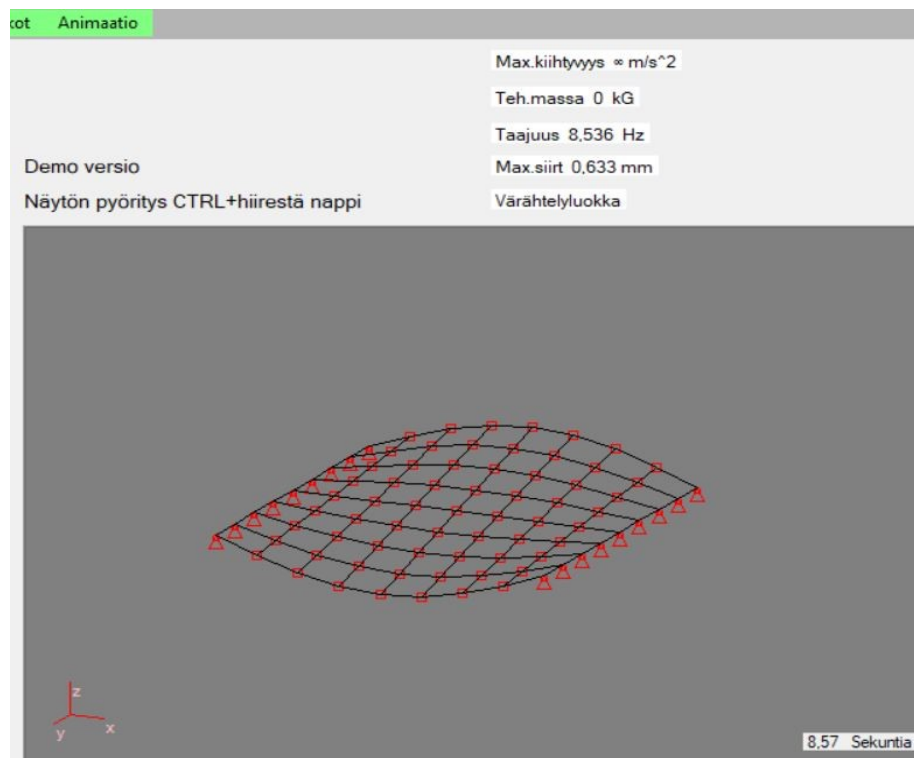 kot Animaatio
Max.kiihtyvyys ∞ m/s^2
Teh.massa 0 kG
Taajuus 8,536 Hz
Demo versio
Max.siirt 0,633 mm
Näytön pyöritys CTRL+hiirestä nappi
Värähtelyluokka
z
y x
8,57 Sekuntia